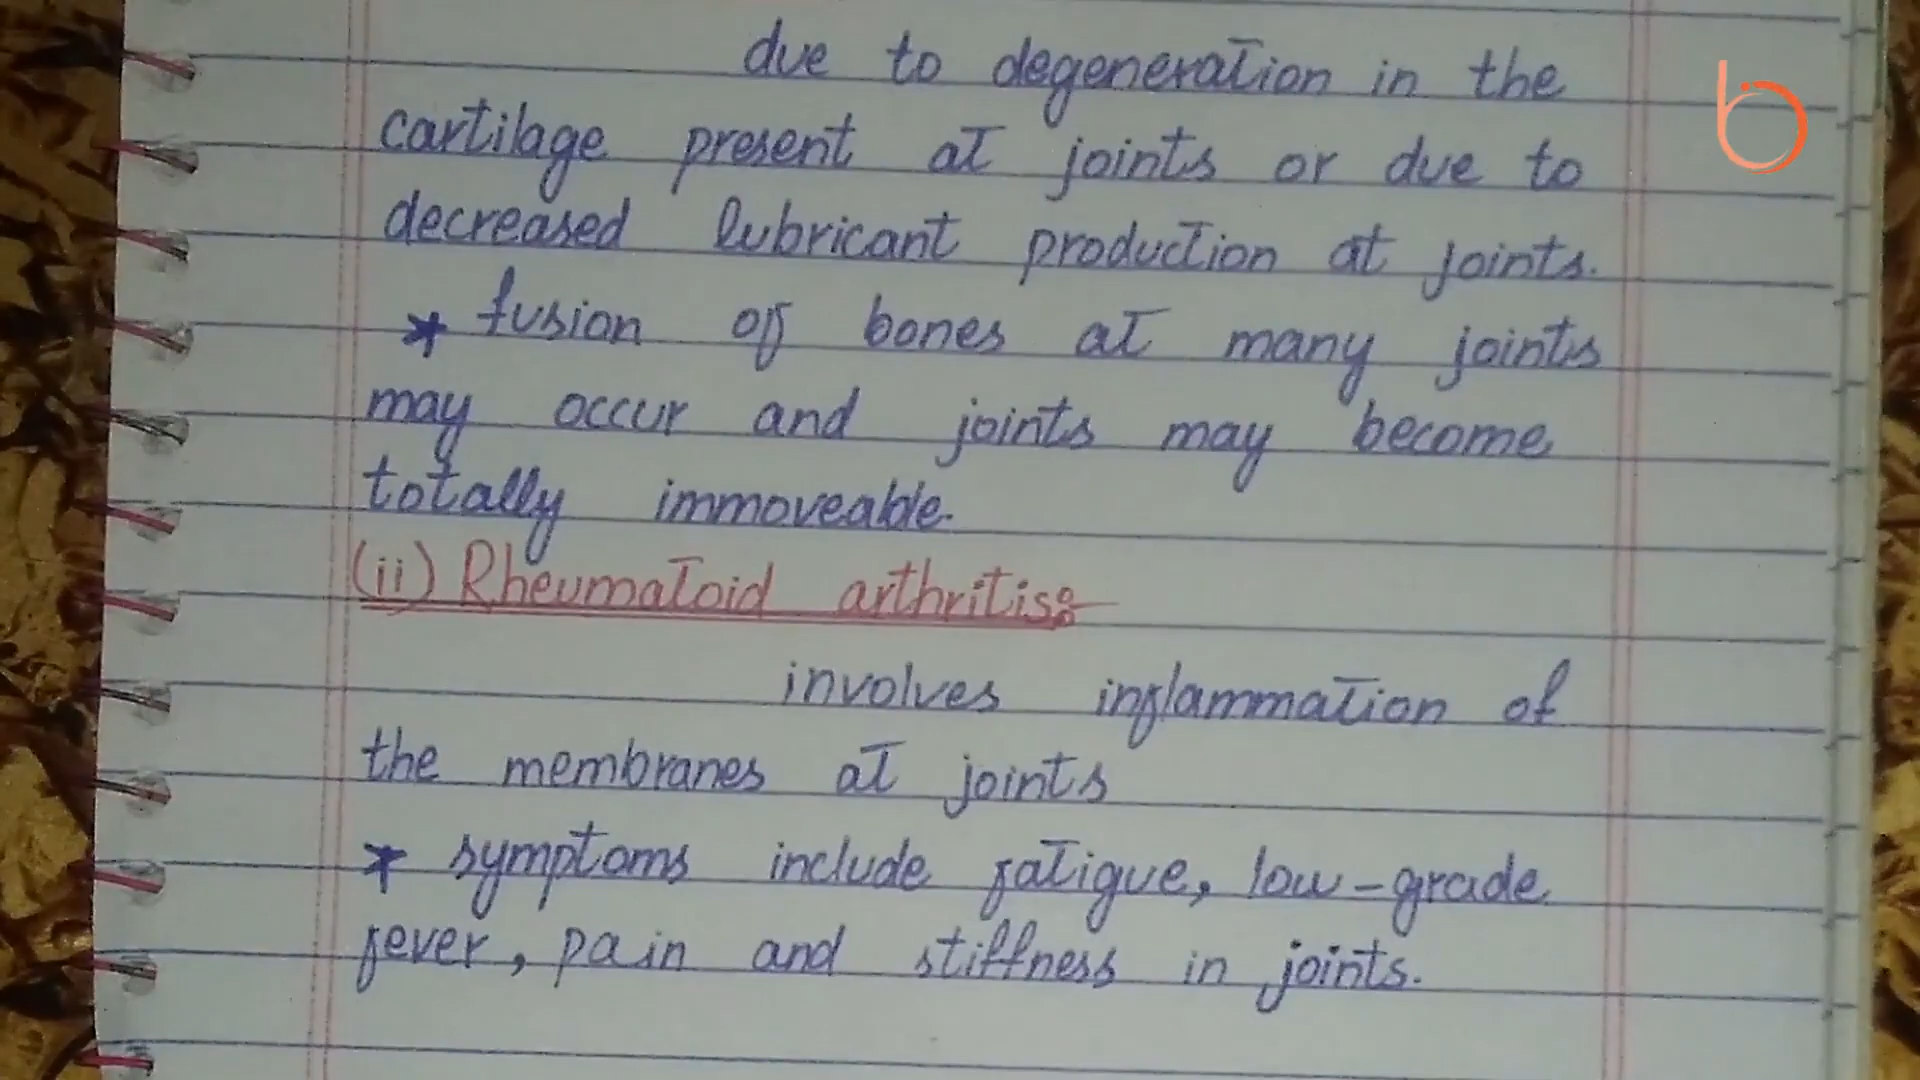 due to degeneration in the
cartilage present at joints or due to
decreased lubricant production at joints.
* fusion of bones at many joints
may occur and joints may become
totally immoveable.
(ii) Rheumatoid arthritis:-
involves inflammation of
the membranes at joints
* symptoms include fatigue, low-grade
fever, pain and stiffness in joints.